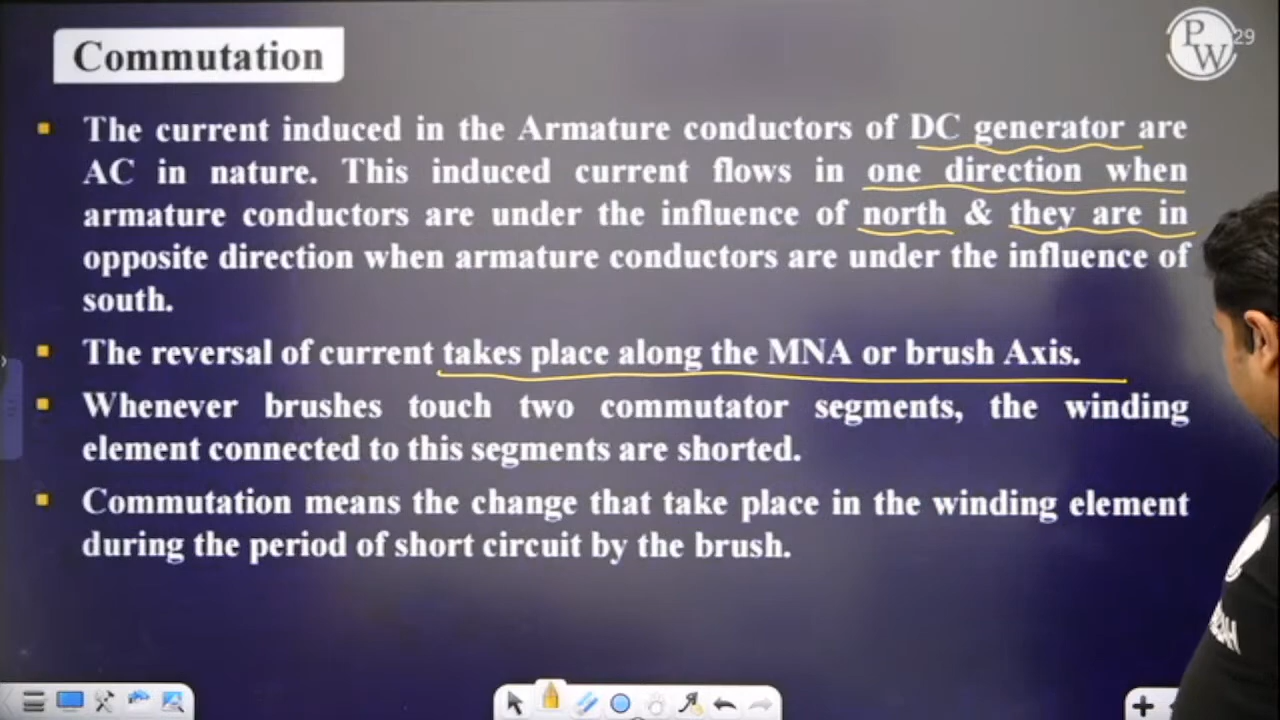 Commutation
PW
29
The current induced in the Armature conductors of DC generator are
AC in nature. This induced current flows in one direction when
armature conductors are under the influence of north & they are in
opposite direction when armature conductors are under the influence of
south.
The reversal of current takes place along the MNA or brush Axis.
Whenever brushes touch two commutator segments, the winding
element connected to this segments are shorted.
Commutation means the change that take place in the winding element
during the period of short circuit by the brush.